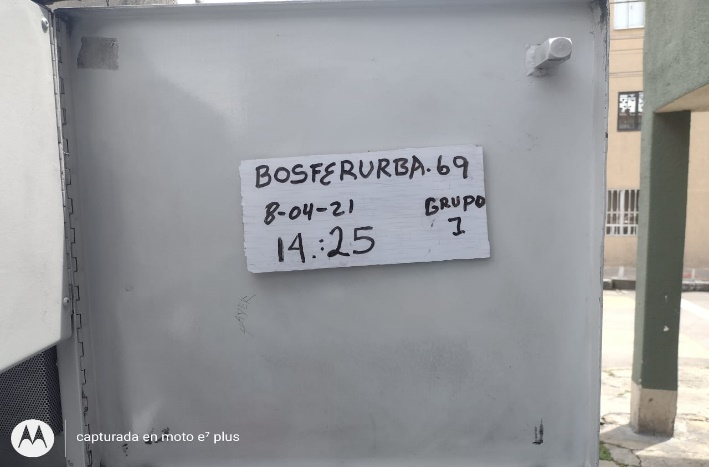 BOSFERURBA.69
8-04-21 GRUPO
14:25 I
capturada en moto e⁷ plus